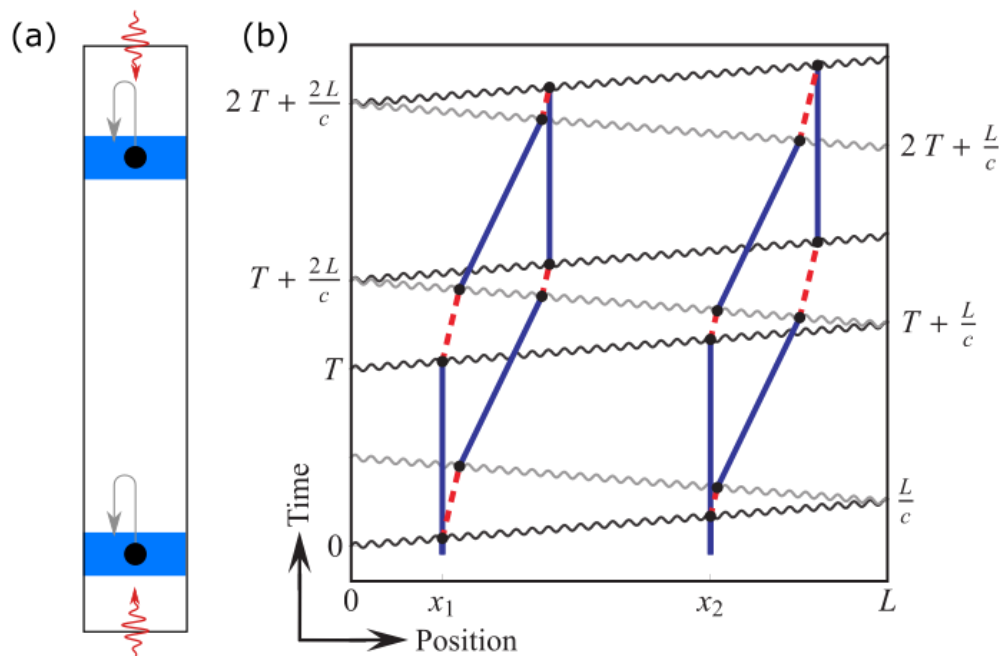 (a)
(b)
2 T + 2L/c
2 T + L/c
T + 2L/c
T + L/c
T
L/c
0
Time
0
x₁
x₂
L
Position